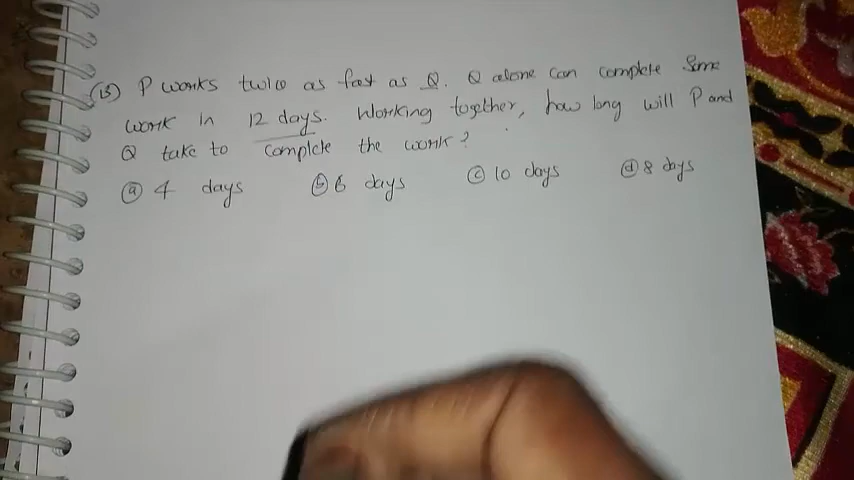 (13) P works twice as fast as Q. Q alone can complete some
work in 12 days. Working together, how long will P and
Q take to complete the work?
(a) 4 days (b) 6 days (c) 10 days (d) 8 days